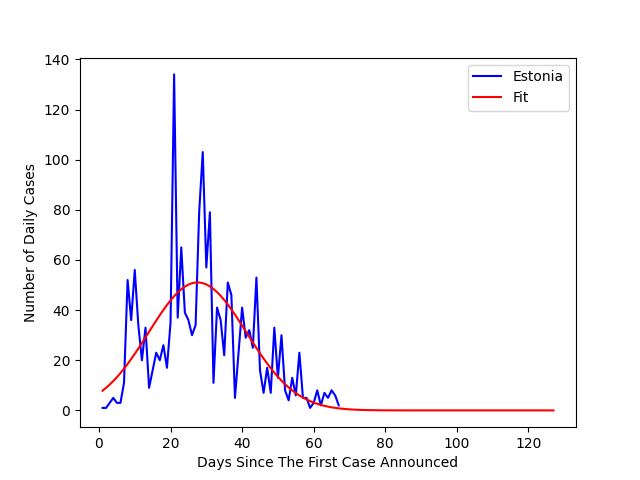 140
120
100
80
60
40
20
0
Number of Daily Cases
0 20 40 60 80 100 120
Days Since The First Case Announced
Estonia
Fit